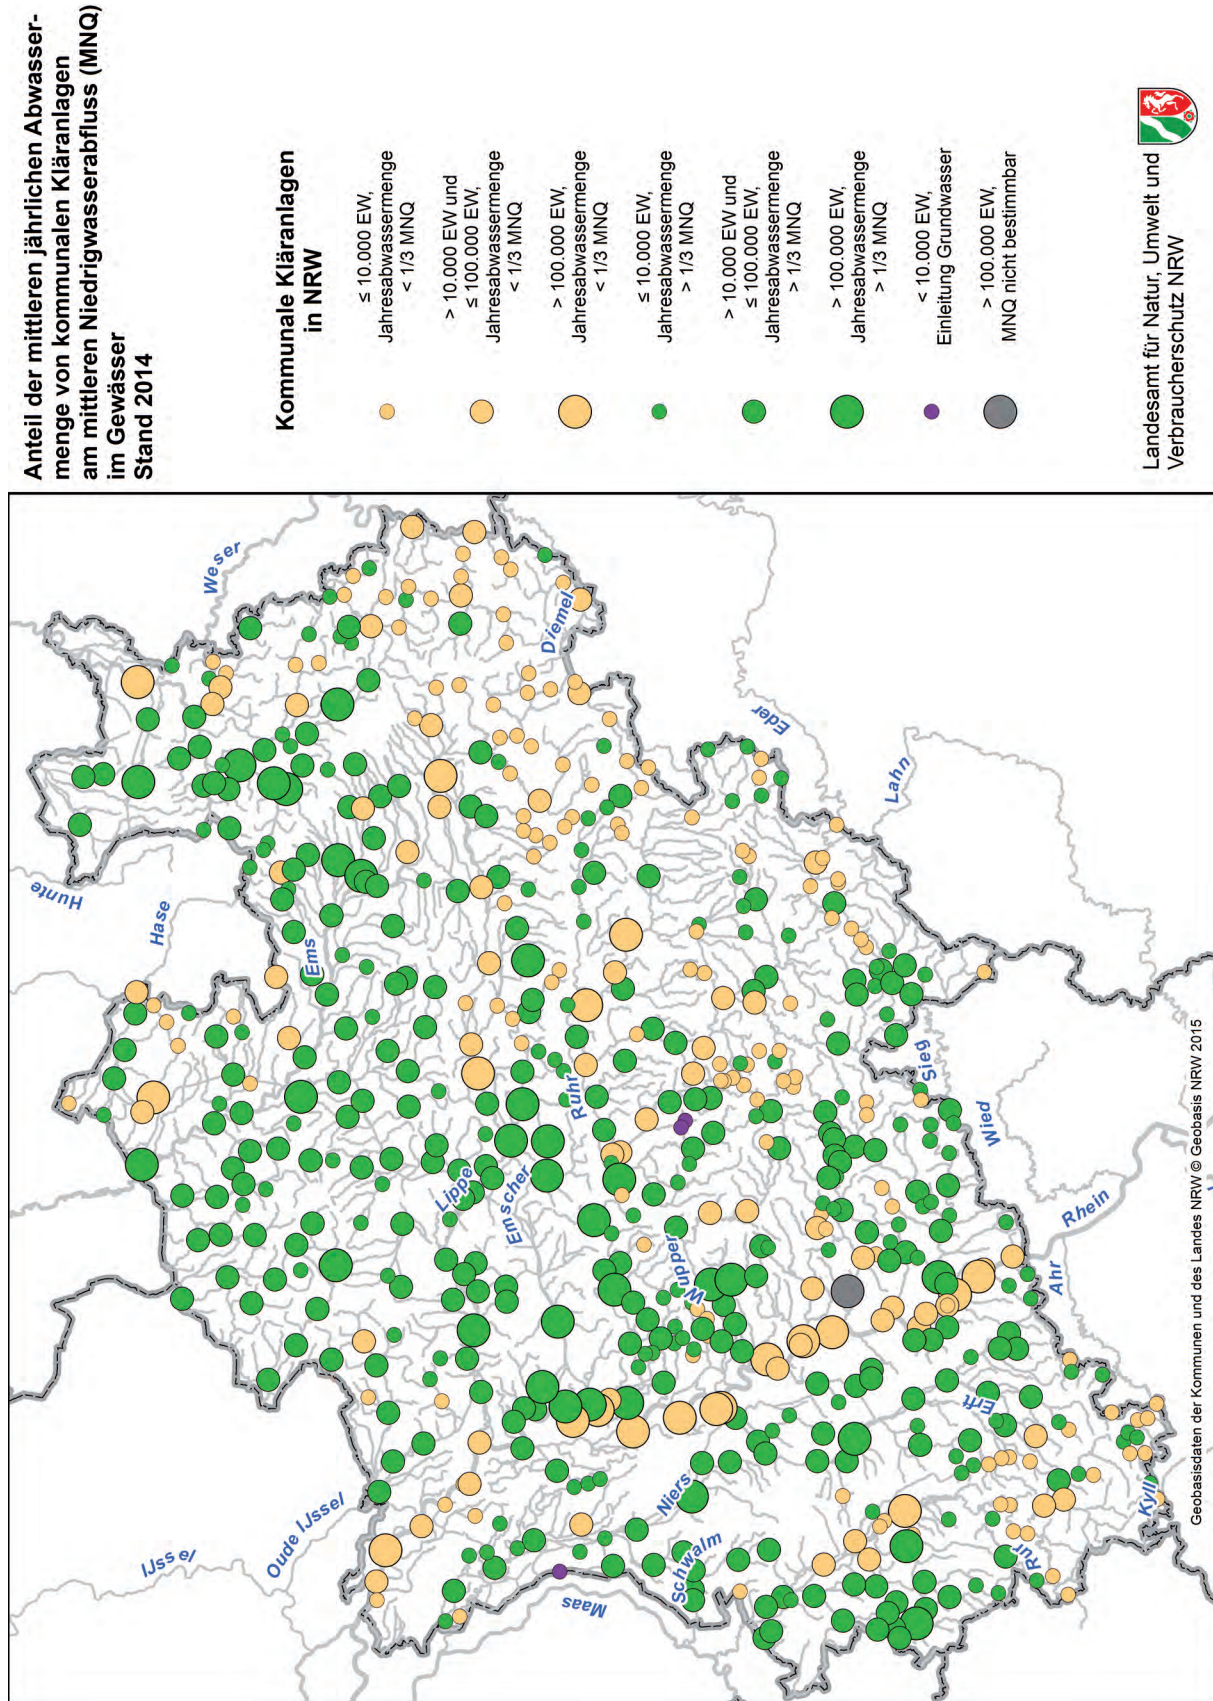 Anteil der mittleren jährlichen Abwasser-
menge von kommunalen Kläranlagen
am mittleren Niedrigwasserabfluss (MNQ)
im Gewässer
Stand 2014
Kommunale Kläranlagen
in NRW
≤ 10.000 EW,
Jahresabwassermenge
< 1/3 MNQ
> 10.000 EW und
≤ 100.000 EW,
Jahresabwassermenge
< 1/3 MNQ
> 100.000 EW,
Jahresabwassermenge
< 1/3 MNQ
≤ 10.000 EW,
Jahresabwassermenge
> 1/3 MNQ
> 10.000 EW und
≤ 100.000 EW,
Jahresabwassermenge
> 1/3 MNQ
> 100.000 EW,
Jahresabwassermenge
> 1/3 MNQ
< 10.000 EW,
Einleitung Grundwasser
> 100.000 EW,
MNQ nicht bestimmbar
Landesamt für Natur, Umwelt und
Verbraucherschutz NRW
Weser
Hunte
Hase
Ems
Diemel
Eder
Lahn
Lippe
Emscher
Ruhr
Wupper
Sieg
Wied
Rhein
Ahr
Erft
Niers
Schwalm
Maas
Rur
Kyll
IJssel
Oude IJssel
Geobasisdaten der Kommunen und des Landes NRW © Geobasis NRW 2015